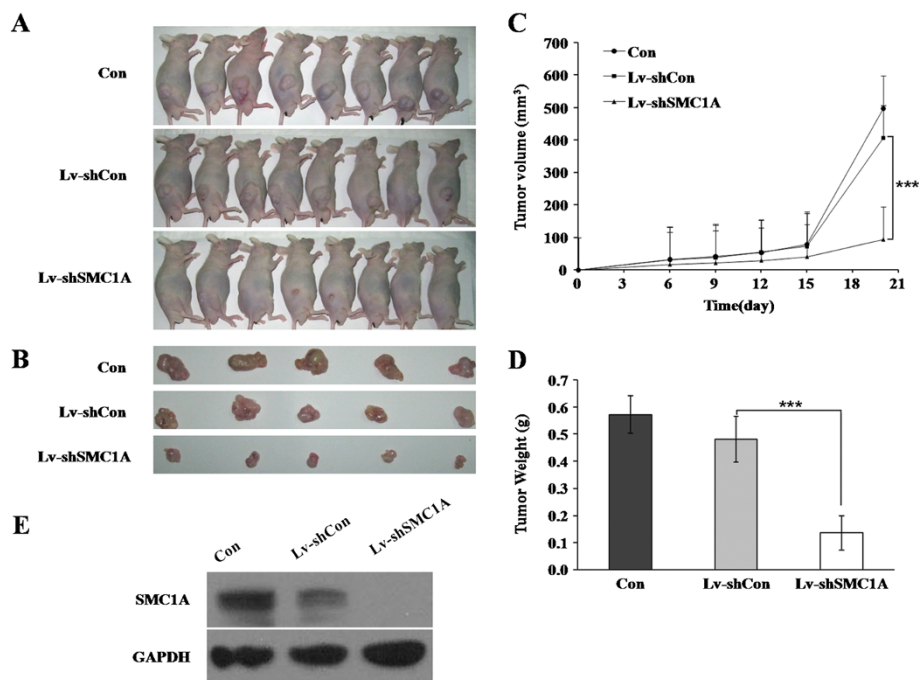 A
Con
Lv-shCon
Lv-shSMC1A
B
Con
Lv-shCon
Lv-shSMC1A
C
Con
Lv-shCon
Lv-shSMC1A
Tumor volume (mm³)
700
600
500
400
300
200
100
0
***
0 3 6 9 12 15 18 21
Time(day)
D
Tumor Weight (g)
0.7
0.6
0.5
0.4
0.3
0.2
0.1
0.0
***
Con Lv-shCon Lv-shSMC1A
E
Con Lv-shCon Lv-shSMC1A
SMC1A
GAPDH